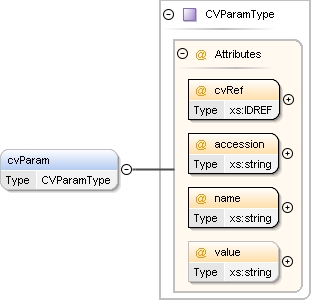 CVParamType
@ Attributes
@ cvRef
Type xs:IDREF
@ accession
Type xs:string
cvParam
Type CVParamType
@ name
Type xs:string
@ value
Type xs:string